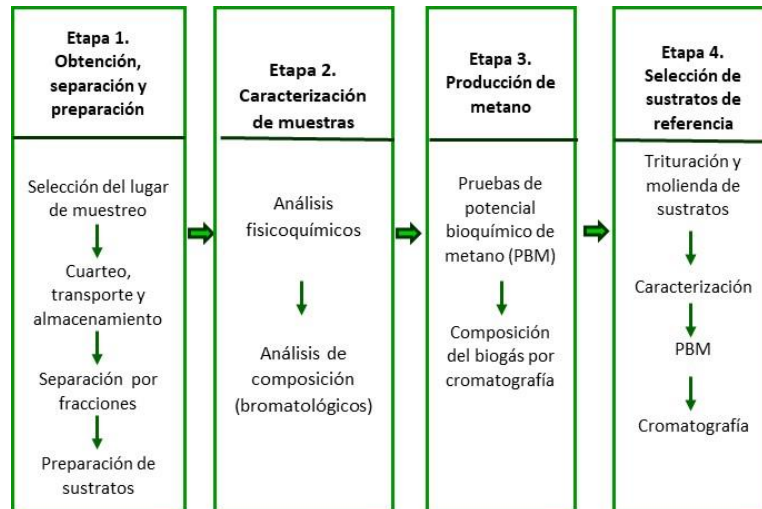 Etapa 1.
Obtención,
separación y
preparación
Selección del lugar
de muestreo
Cuarteo,
transporte y
almacenamiento
Separación por
fracciones
Preparación de
sustratos
Etapa 2.
Caracterización
de muestras
Análisis
fisicoquímicos
Análisis de
composición
(bromatológicos)
Etapa 3.
Producción de
metano
Pruebas de
potencial
bioquímico de
metano (PBM)
Composición
del biogás por
cromatografía
Etapa 4.
Selección de
sustratos de
referencia
Trituración y
molienda de
sustratos
Caracterización
PBM
Cromatografía